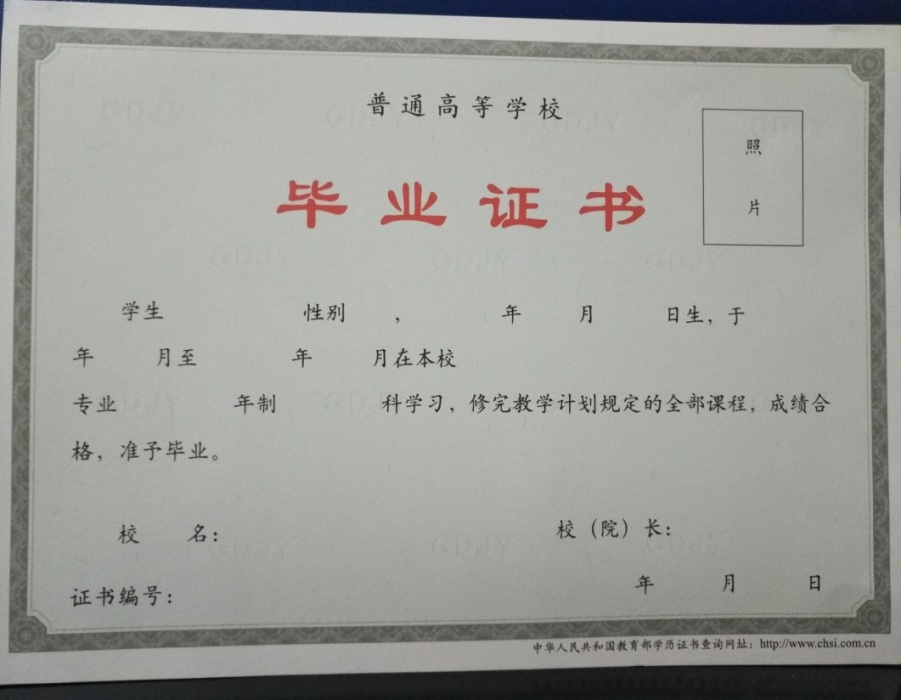 普通高等学校
毕业证书
照
片
学生 性别 , 年 月 日生，于
年 月至 年 月在本校
专业 年制 科学习，修完教学计划规定的全部课程，成绩合
格，准予毕业。
校 名： 校（院）长：
证书编号： 年 月 日
中华人民共和国教育部学历证书查询网址：http://www.chsi.com.cn